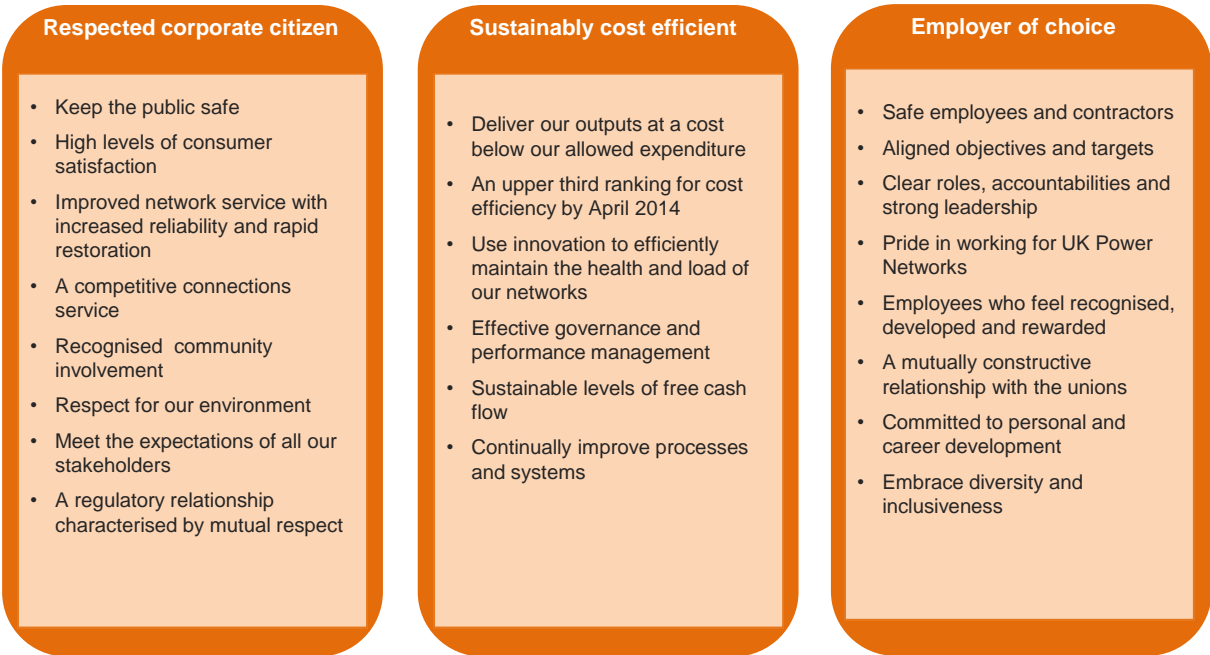 Respected corporate citizen
• Keep the public safe
• High levels of consumer
satisfaction
• Improved network service with
increased reliability and rapid
restoration
• A competitive connections
service
• Recognised  community
involvement
• Respect for our environment
• Meet the expectations of all our
stakeholders
• A regulatory relationship
characterised by mutual respect
Sustainably cost efficient
• Deliver our outputs at a cost
below our allowed expenditure
• An upper third ranking for cost
efficiency by April 2014
• Use innovation to efficiently
maintain the health and load of
our networks
• Effective governance and
performance management
• Sustainable levels of free cash
flow
• Continually improve processes
and systems
Employer of choice
• Safe employees and contractors
• Aligned objectives and targets
• Clear roles, accountabilities and
strong leadership
• Pride in working for UK Power
Networks
• Employees who feel recognised,
developed and rewarded
• A mutually constructive
relationship with the unions
• Committed to personal and
career development
• Embrace diversity and
inclusiveness